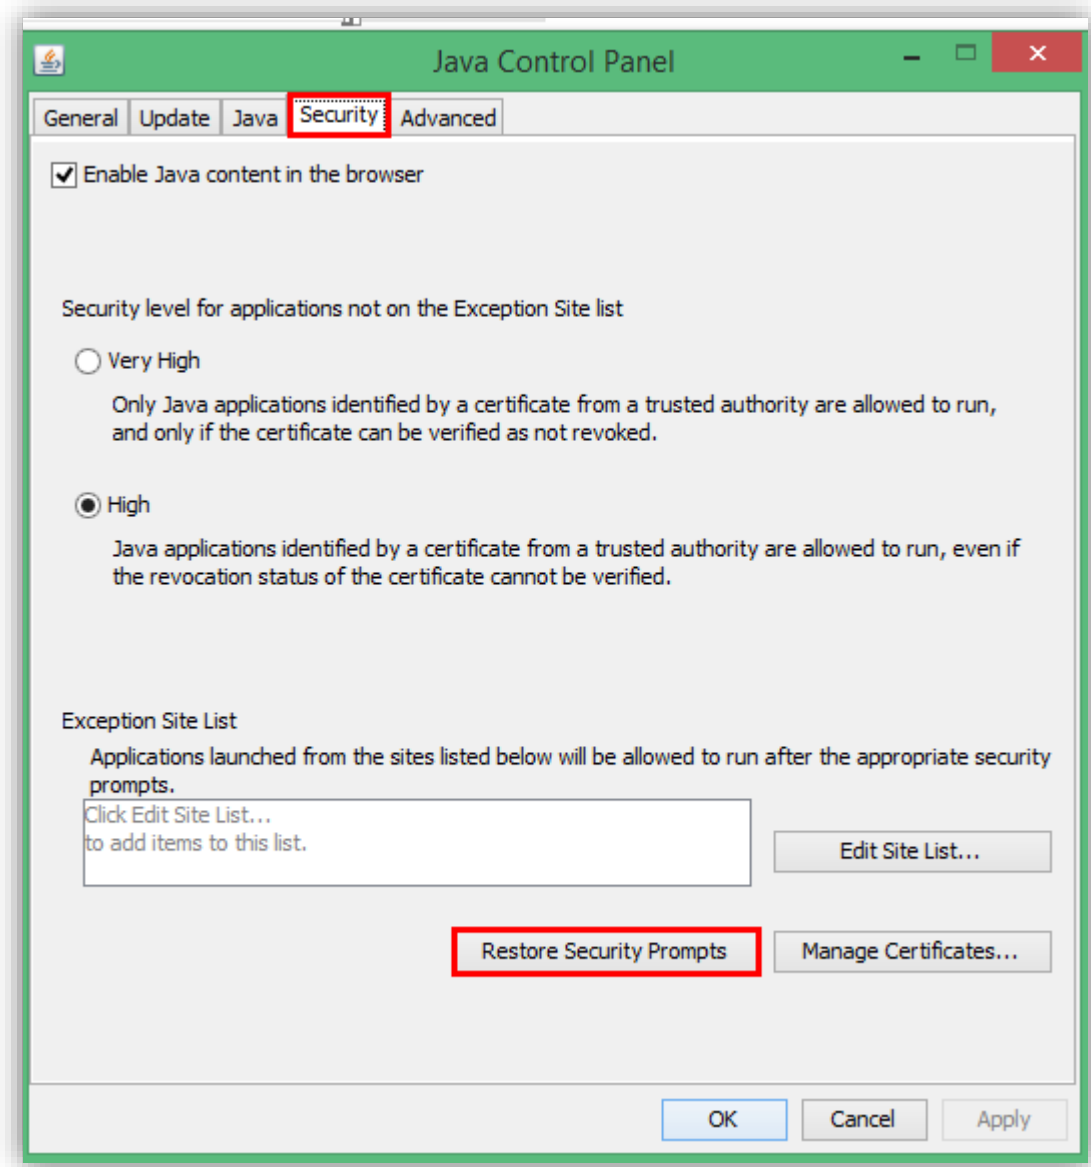 Java Control Panel
General Update Java Security Advanced
Enable Java content in the browser
Security level for applications not on the Exception Site list
Very High
Only Java applications identified by a certificate from a trusted authority are allowed to run,
and only if the certificate can be verified as not revoked.
High
Java applications identified by a certificate from a trusted authority are allowed to run, even if
the revocation status of the certificate cannot be verified.
Exception Site List
Applications launched from the sites listed below will be allowed to run after the appropriate security
prompts.
Click Edit Site List...
to add items to this list.
Edit Site List...
Restore Security Prompts Manage Certificates...
OK Cancel Apply